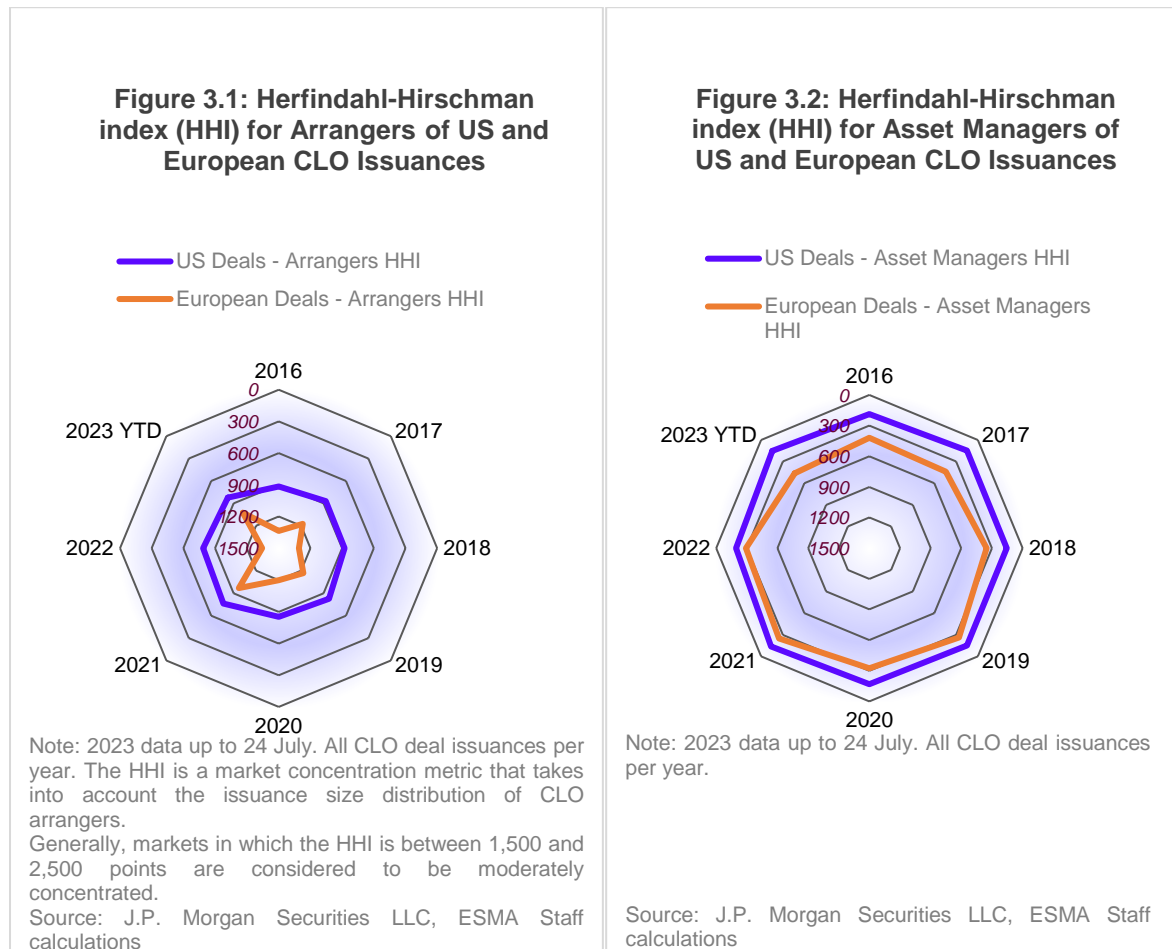 Figure 3.1: Herfindahl-Hirschman
index (HHI) for Arrangers of US and
European CLO Issuances
US Deals - Arrangers HHI
European Deals - Arrangers HHI
2016
0
300
2023 YTD
2017
600
900
1200
2022
1500
2018
2021
2019
2020
Note: 2023 data up to 24 July. All CLO deal issuances per
year. The HHI is a market concentration metric that takes
into account the issuance size distribution of CLO
arrangers.
Generally, markets in which the HHI is between 1,500 and
2,500 points are considered to be moderately
concentrated.
Source: J.P. Morgan Securities LLC, ESMA Staff
calculations
Figure 3.2: Herfindahl-Hirschman
index (HHI) for Asset Managers of
US and European CLO Issuances
US Deals - Asset Managers HHI
European Deals - Asset Managers
HHI
2016
0
300
2023 YTD
2017
600
900
1200
2022
1500
2018
2021
2019
2020
Note: 2023 data up to 24 July. All CLO deal issuances
per year.
Source: J.P. Morgan Securities LLC, ESMA Staff
calculations